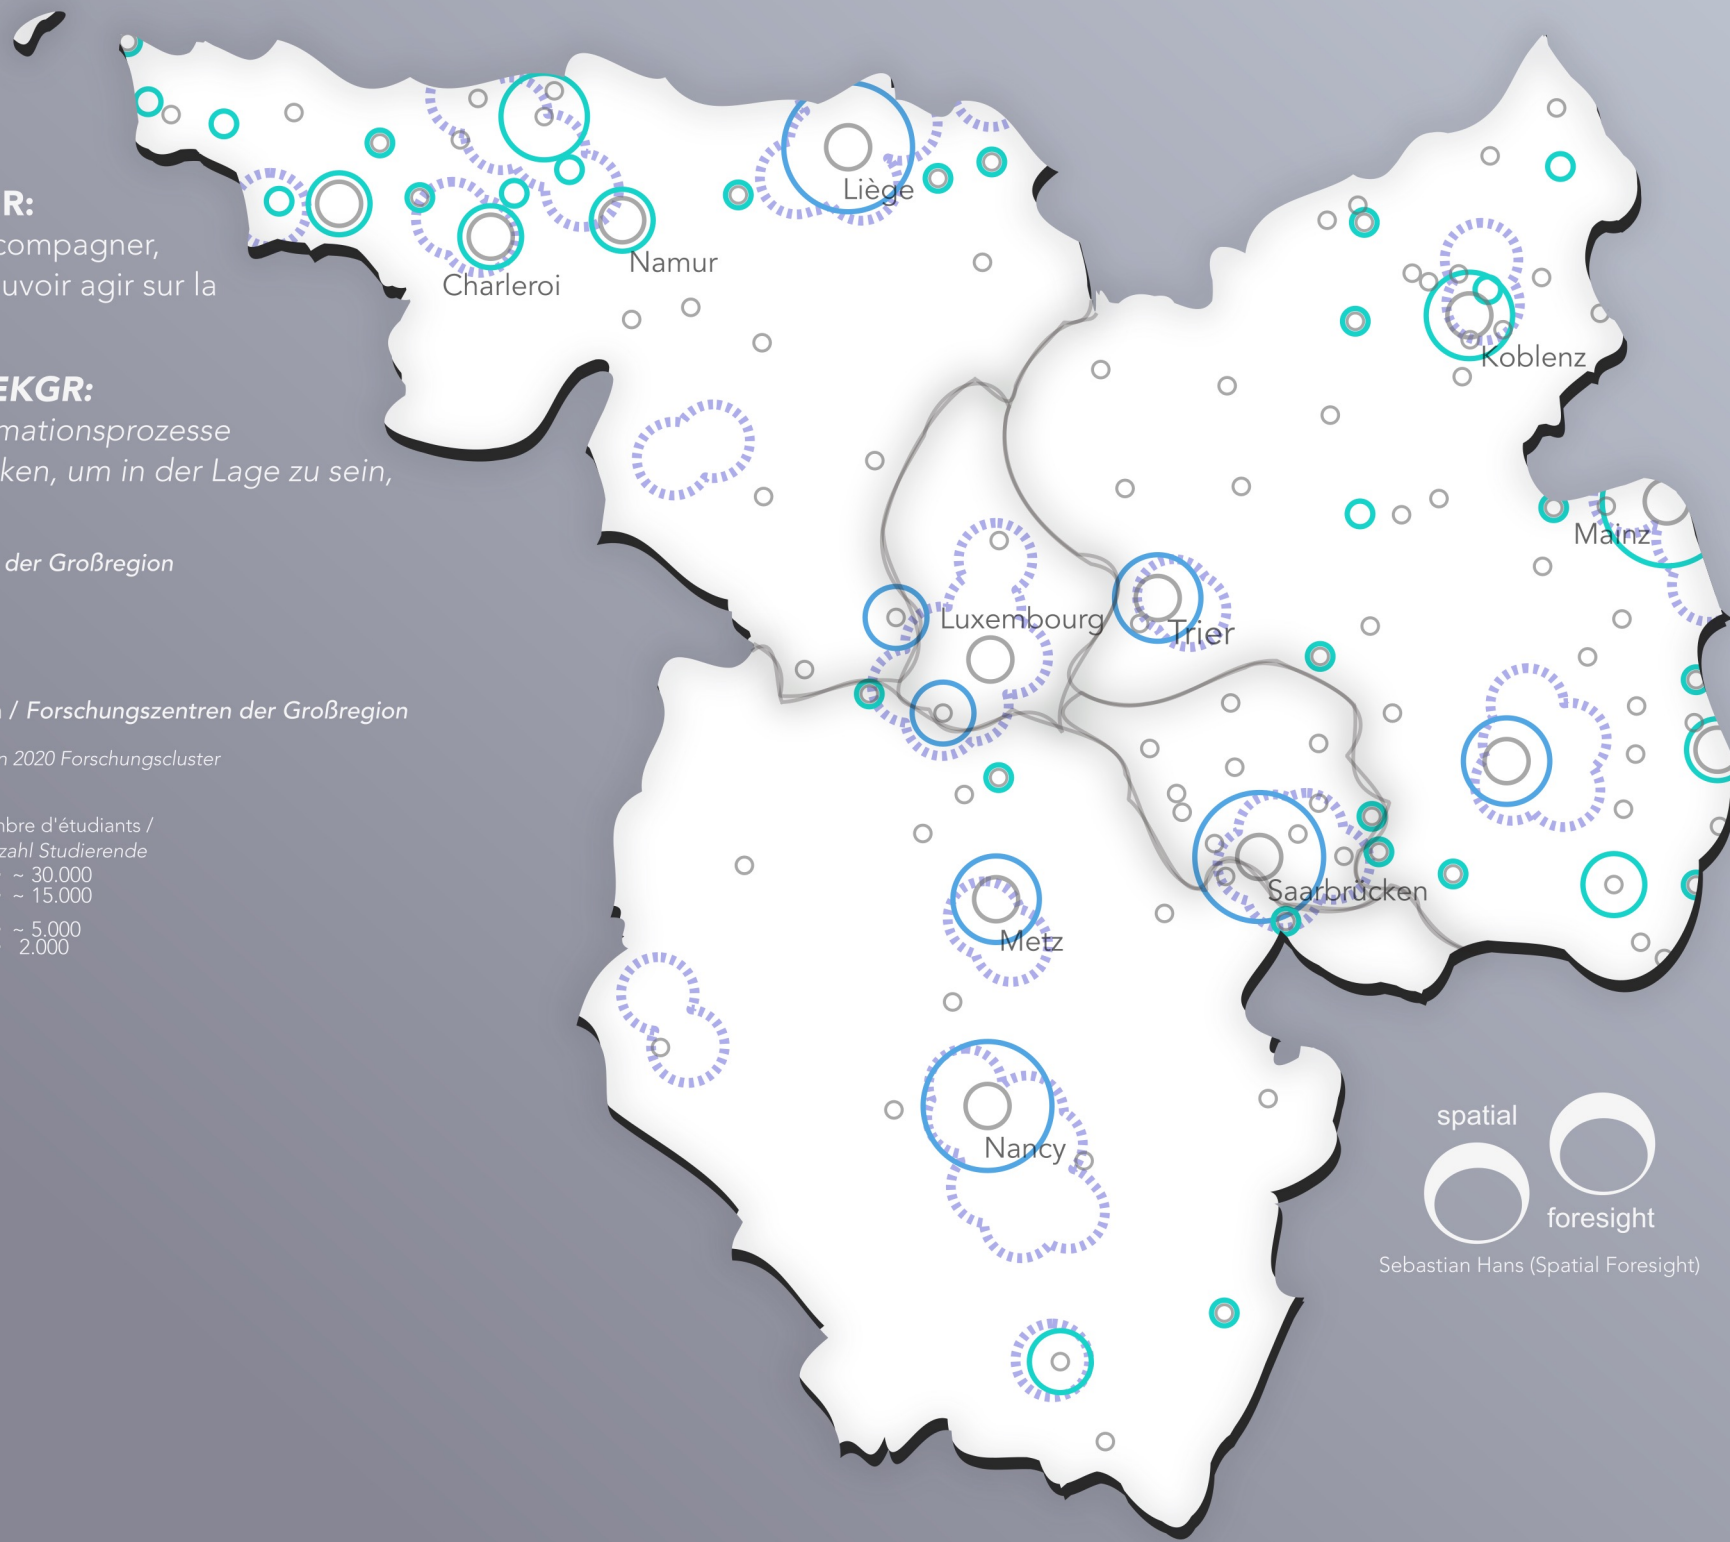 R:
compagner,
uvoir agir sur la
EKGR:
mationsprozesse
ken, um in der Lage zu sein,
der Großregion
/ Forschungszentren der Großregion
n 2020 Forschungscluster
nbre d'étudiants /
zahl Studierende
~ 30.000
~ 15.000
~ 5.000
2.000
Liège
Namur
Charleroi
Koblenz
Mainz
Luxembourg
Trier
Saarbrücken
Metz
Nancy
spatial
foresight
Sebastian Hans (Spatial Foresight)